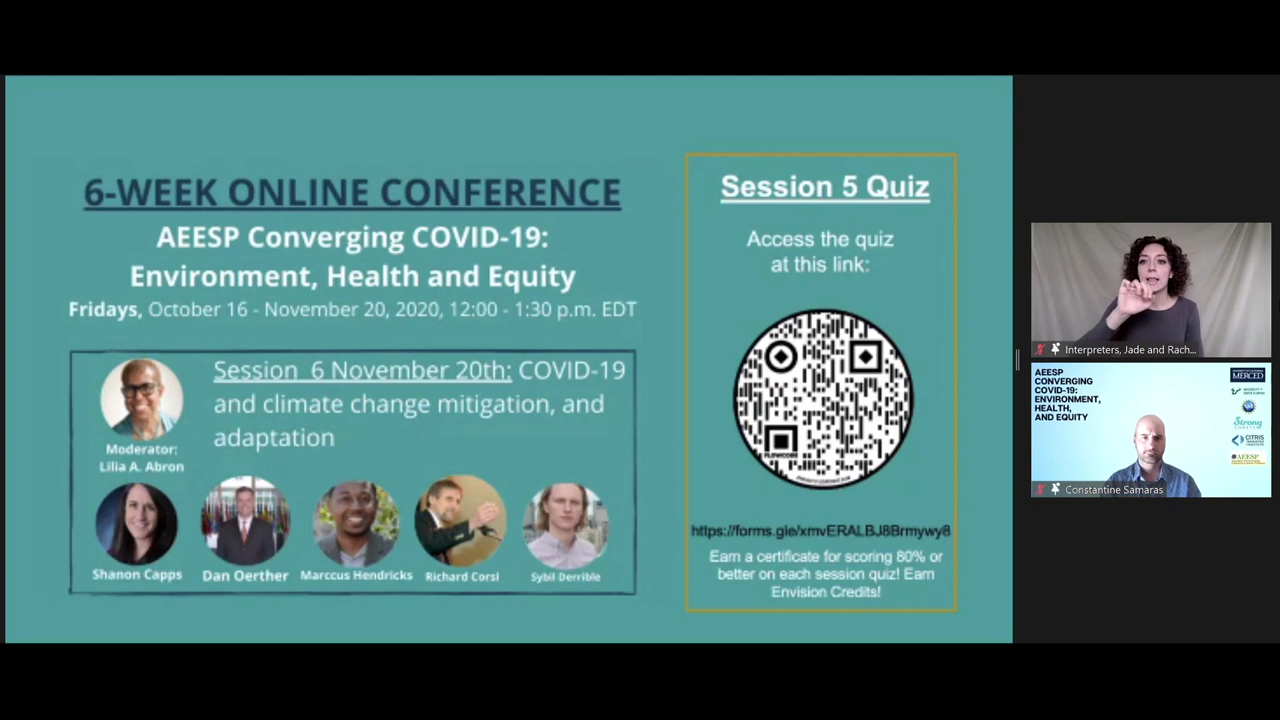 6-WEEK ONLINE CONFERENCE
AEESP Converging COVID-19:
Environment, Health and Equity
Fridays, October 16 - November 20, 2020, 12:00 - 1:30 p.m. EDT
Session 6 November 20th: COVID-19
and climate change mitigation, and
adaptation
Moderator:
Lilia A. Abron
Shanon Capps
Dan Oerther
Marccus Hendricks
Richard Corsi
Sybil Derrible
Session 5 Quiz
Access the quiz
at this link:
FLOWCODE
https://forms.gle/xmvERALBJ8Brmywy8
Earn a certificate for scoring 80% or
better on each session quiz! Earn
Envision Credits!
Interpreters, Jade and Rach...
AEESP
CONVERGING
COVID-19:
ENVIRONMENT,
HEALTH,
AND EQUITY
MERCED
Strong
CITRIS
AEESP
Constantine Samaras